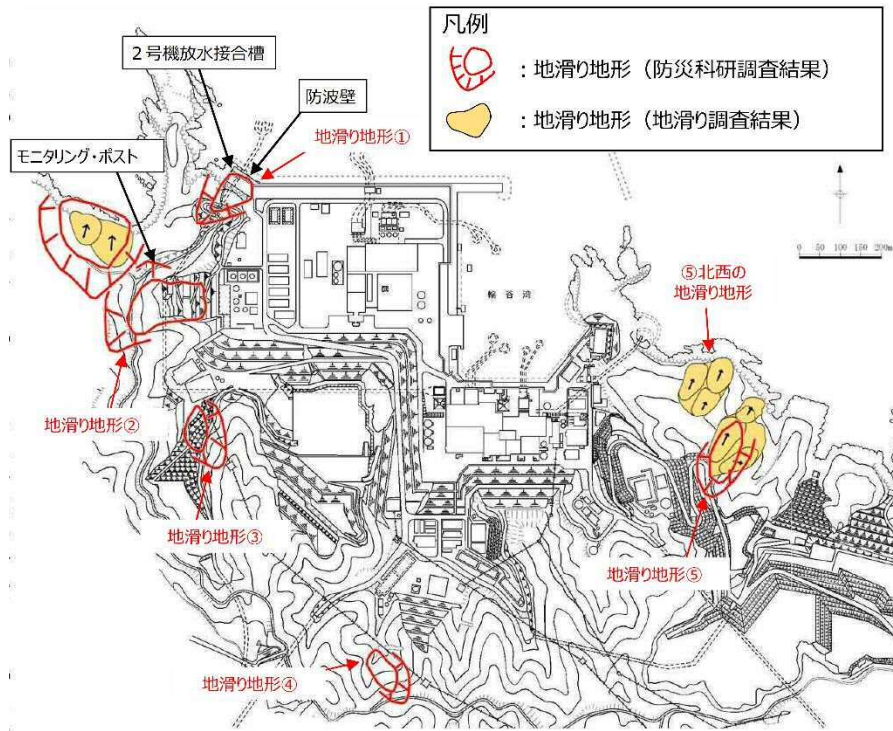 凡例
：地滑り地形（防災科研調査結果）
：地滑り地形（地滑り調査結果）
２号機放水接合槽
防波壁
地滑り地形①
モニタリング・ポスト
0 50 100 150 200m
⑤北西の
地滑り地形
輪谷湾
地滑り地形②
地滑り地形③
地滑り地形⑤
地滑り地形④